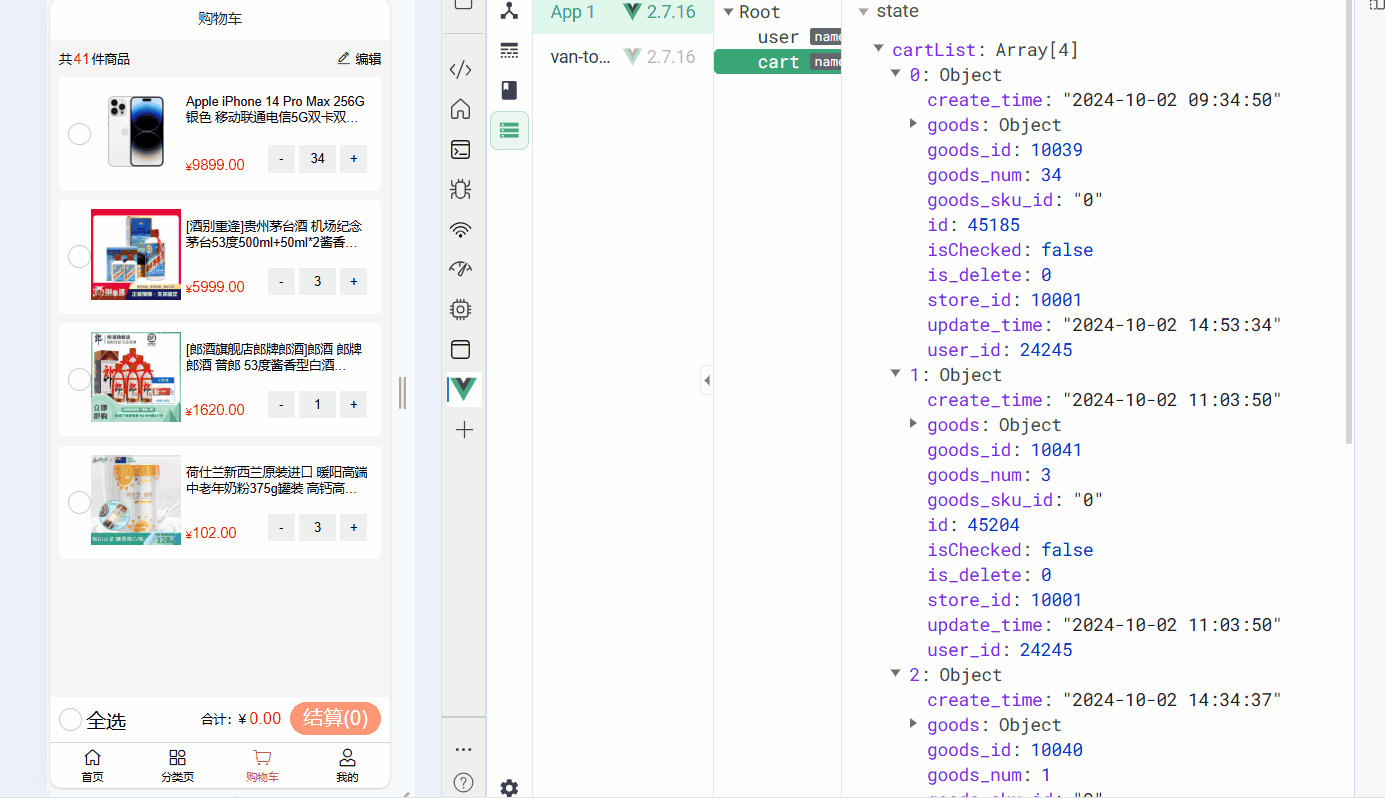 购物车
共41件商品
编辑
Apple iPhone 14 Pro Max 256G
银色 移动联通电信5G双卡双…
¥9899.00
- 34 +
[酒别重逢]贵州茅台酒 机场纪念
茅台53度500ml+50ml*2酱香…
¥5999.00
- 3 +
[郎酒旗舰店郎牌郎酒]郎酒 郎牌
郎酒 普郎 53度酱香型白酒…
¥1620.00
- 1 +
荷仕兰新西兰原装进口 暖阳高端
中老年奶粉375g罐装 高钙高…
¥102.00
- 3 +
全选
合计: ¥ 0.00
结算(0)
首页
分类页
购物车
我的
App 1 2.7.16
van-to... 2.7.16
Root
user name
cart name
state
cartList: Array[4]
0: Object
create_time: "2024-10-02 09:34:50"
goods: Object
goods_id: 10039
goods_num: 34
goods_sku_id: "0"
id: 45185
isChecked: false
is_delete: 0
store_id: 10001
update_time: "2024-10-02 14:53:34"
user_id: 24245
1: Object
create_time: "2024-10-02 11:03:50"
goods: Object
goods_id: 10041
goods_num: 3
goods_sku_id: "0"
id: 45204
isChecked: false
is_delete: 0
store_id: 10001
update_time: "2024-10-02 11:03:50"
user_id: 24245
2: Object
create_time: "2024-10-02 14:34:37"
goods: Object
goods_id: 10040
goods_num: 1